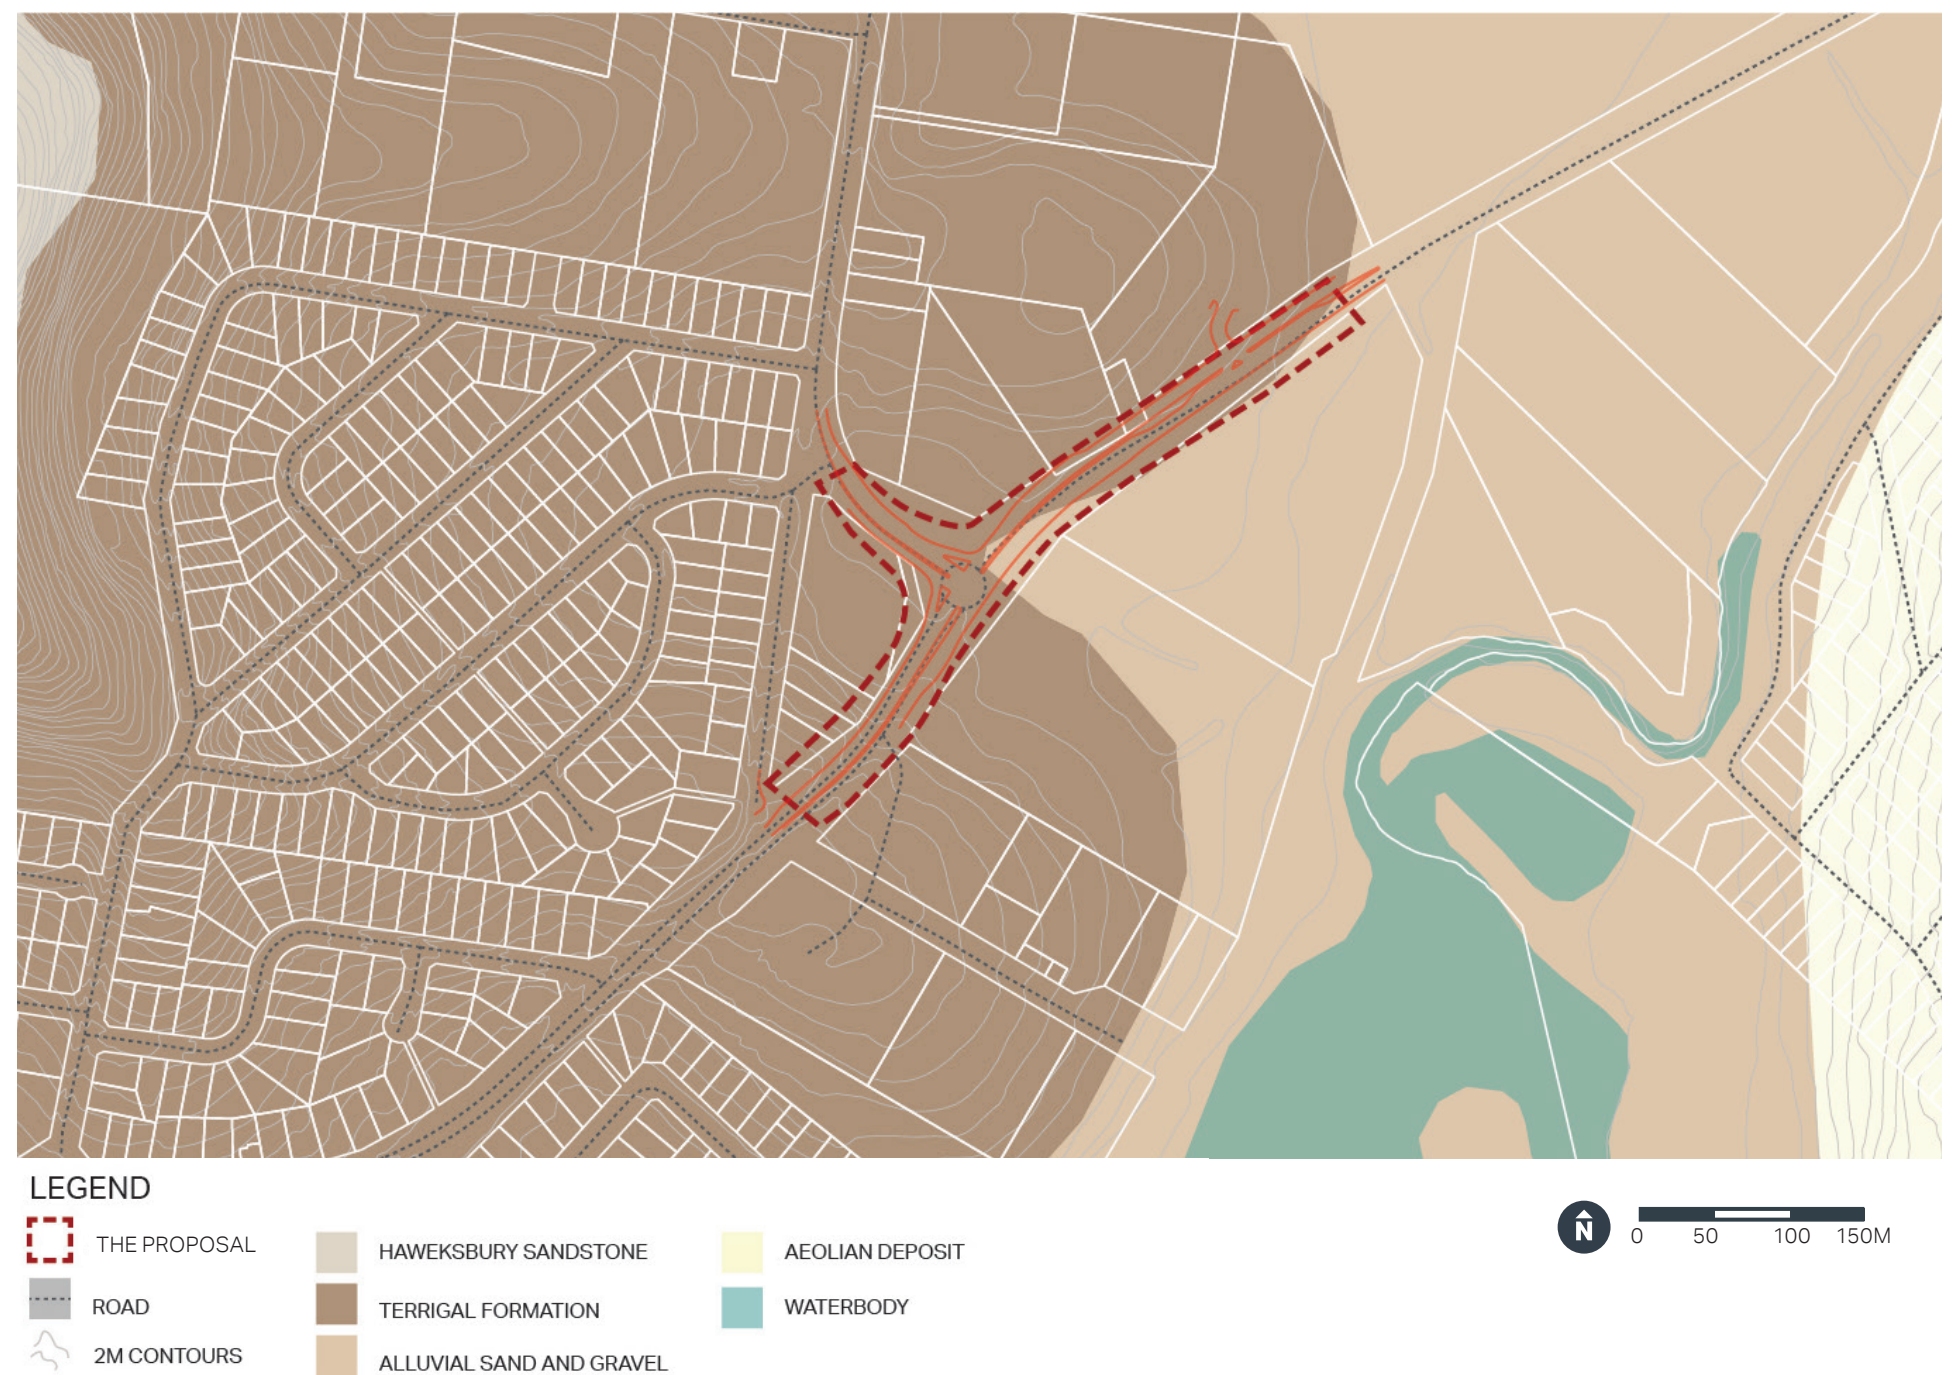 LEGEND
THE PROPOSAL
ROAD
2M CONTOURS
HAWEKSBURY SANDSTONE
TERRIGAL FORMATION
ALLUVIAL SAND AND GRAVEL
AEOLIAN DEPOSIT
WATERBODY
N
0 50 100 150M